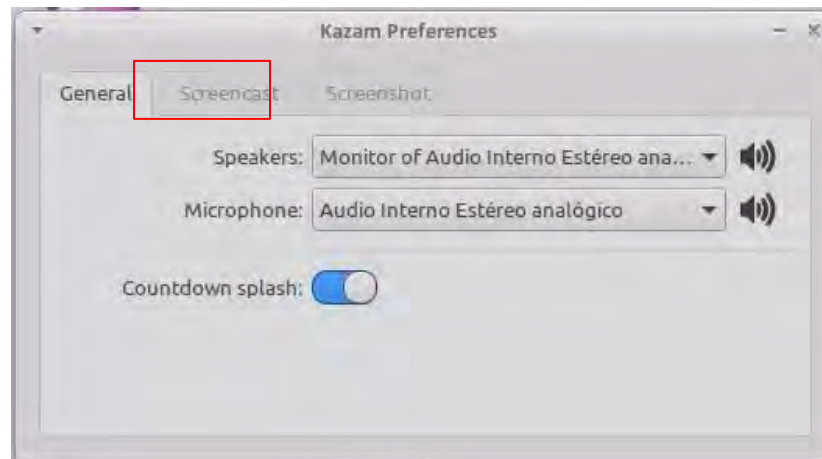 Kazam Preferences
General Screencast Screenshot
Speakers: Monitor of Audio Interno Estéreo ana...
Microphone: Audio Interno Estéreo analógico
Countdown splash: